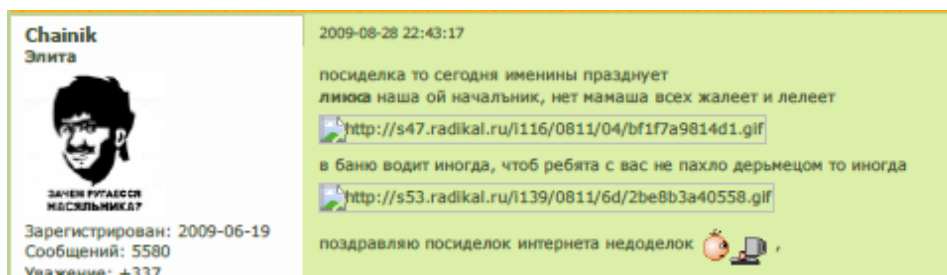 Chainik
Элита
ЗАЧЕМ РУГАЕССЯ
НАСЯЛЬНИКА?
Зарегистрирован: 2009-06-19
Сообщений: 5580
Уважение: +337
2009-08-28 22:43:17
посиделка то сегодня именины празднует
ликка наша ой начальник, нет мамаша всех жалеет и лелеет
http://s47.radikal.ru/i116/0811/04/bf1f7a9814d1.gif
в баню водит иногда, чтоб ребята с вас не пахло дерьмецом то иногда
http://s53.radikal.ru/i139/0811/6d/2be8b3a40558.gif
поздравляю посиделок интернета недоделок ,